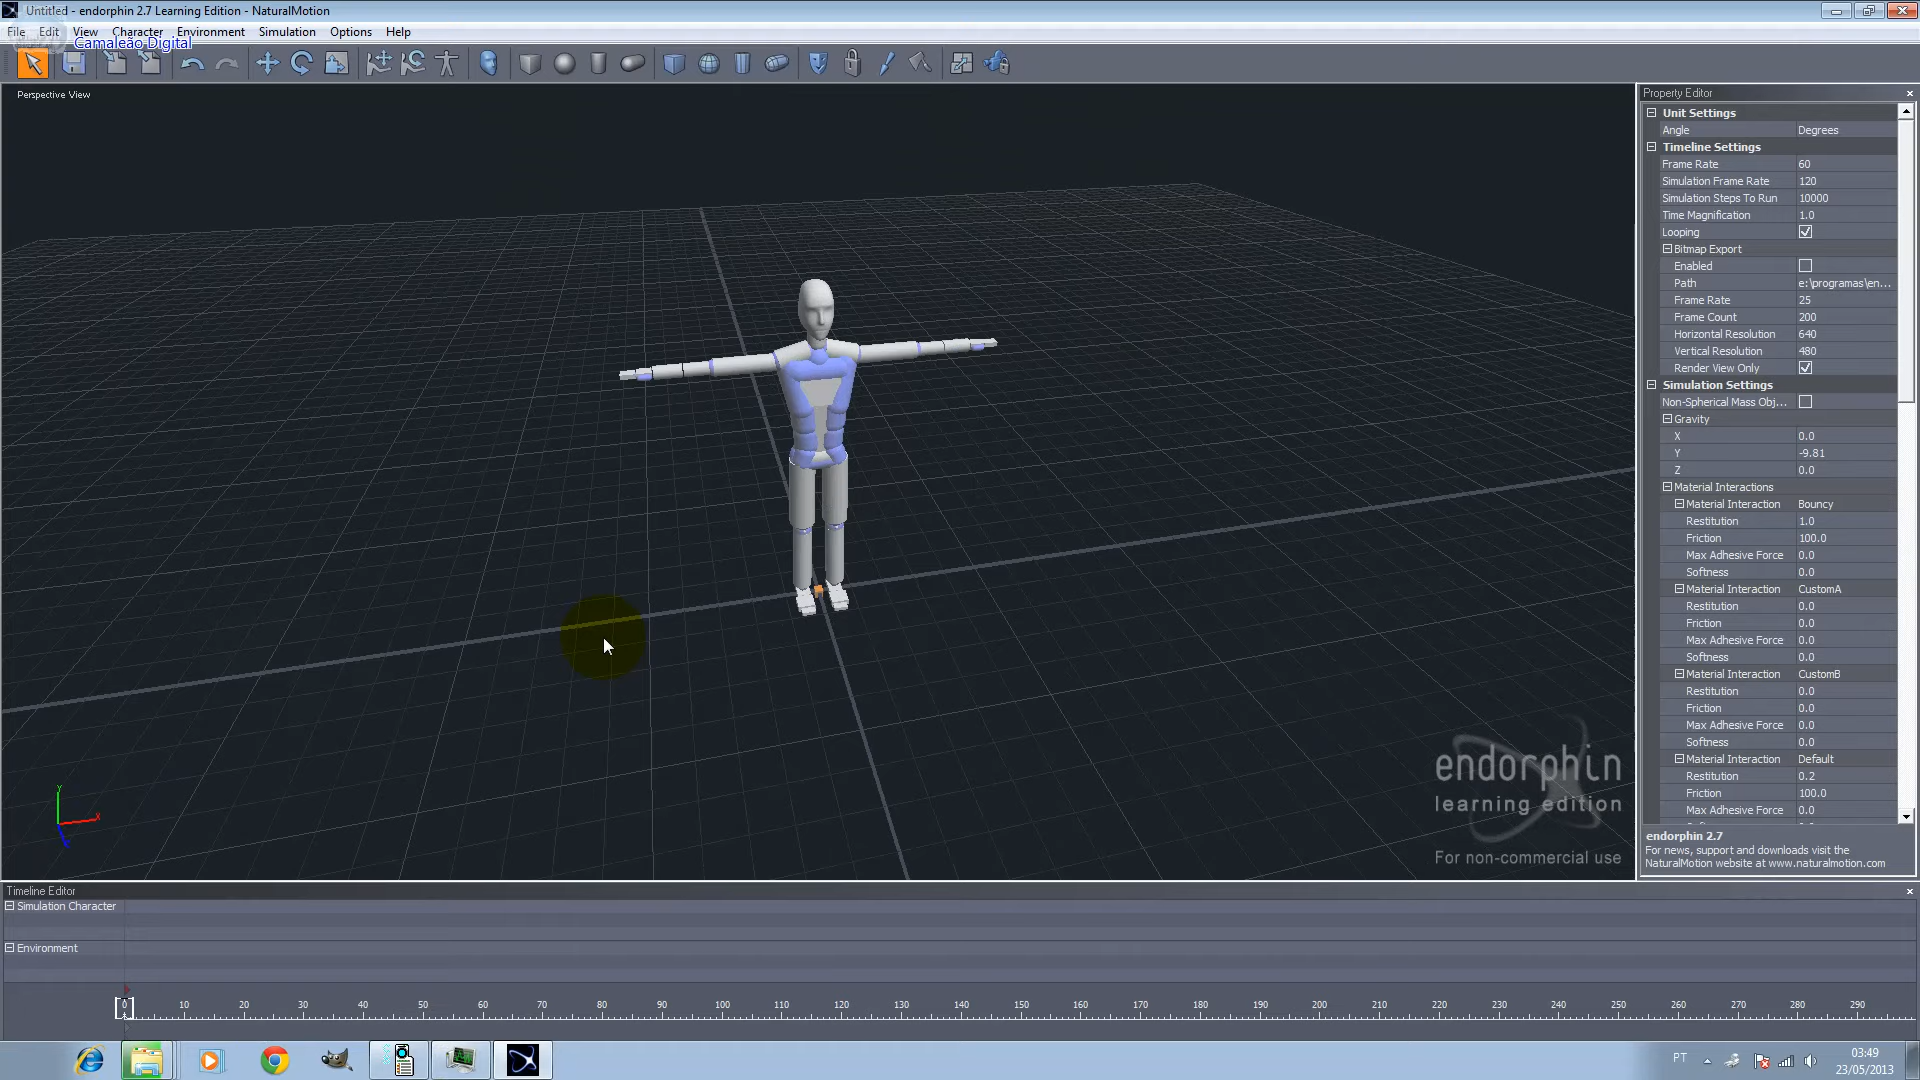 Untitled - endorphin 2.7 Learning Edition - NaturalMotion
File Edit View Character Environment Simulation Options Help
Camaleão Digital
Perspective View
Property Editor
Unit Settings
Angle Degrees
Timeline Settings
Frame Rate 60
Simulation Frame Rate 120
Simulation Steps To Run 10000
Time Magnification 1.0
Looping
Bitmap Export
Enabled
Path e:\programas\en...
Frame Rate 25
Frame Count 200
Horizontal Resolution 640
Vertical Resolution 480
Render View Only
Simulation Settings
Non-Spherical Mass Obj...
Gravity
X 0.0
Y -9.81
Z 0.0
Material Interactions
Material Interaction Bouncy
Restitution 1.0
Friction 100.0
Max Adhesive Force 0.0
Softness 0.0
Material Interaction CustomA
Restitution 0.0
Friction 0.0
Max Adhesive Force 0.0
Softness 0.0
Material Interaction CustomB
Restitution 0.0
Friction 0.0
Max Adhesive Force 0.0
Softness 0.0
Material Interaction Default
Restitution 0.2
Friction 100.0
Max Adhesive Force 0.0
endorphin 2.7
For news, support and downloads visit the
NaturalMotion website at www.naturalmotion.com
endorphin
learning edition
For non-commercial use
Y
X
Timeline Editor
Simulation Character
Environment
0 10 20 30 40 50 60 70 80 90 100 110 120 130 140 150 160 170 180 190 200 210 220 230 240 250 260 270 280 290
PT
03:49
23/05/2013